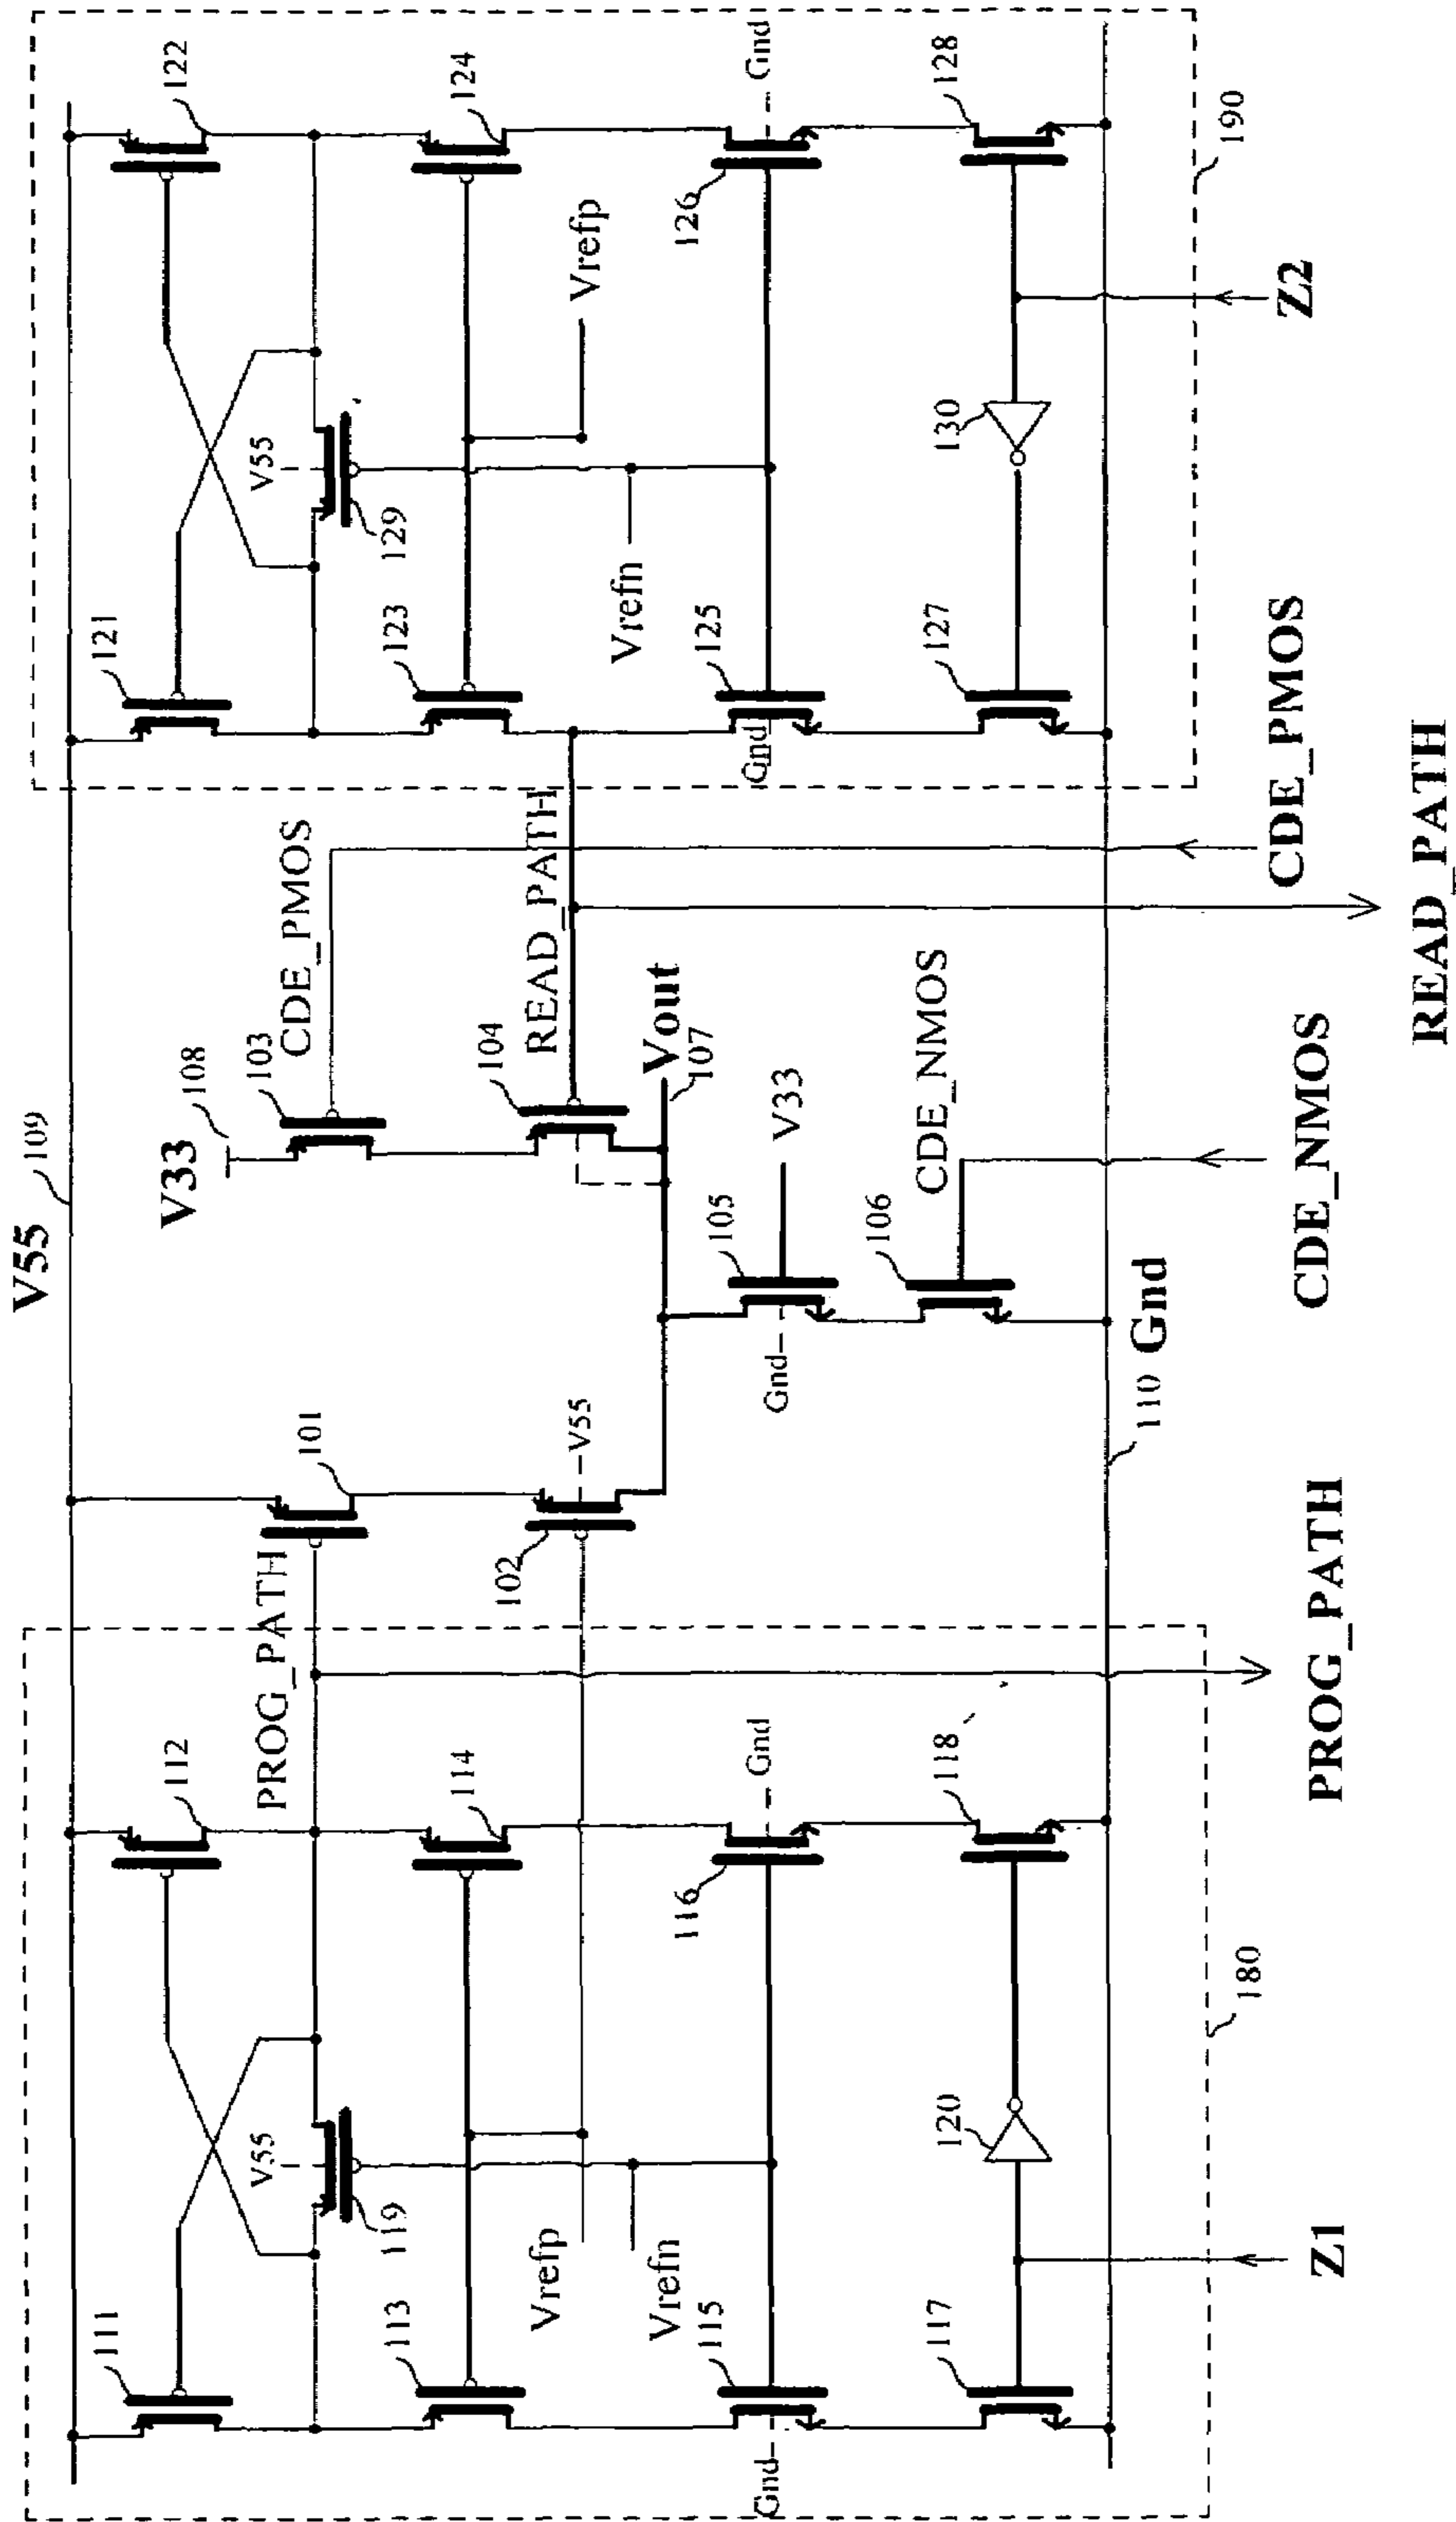 V55
109
122
121
V55
129
124
123
Vrefp
Vrefn
Gnd
126
125
Gnd
128
130
127
190
Z2
V33
108
103
CDE_PMOS
104
READ_PATH
Vout
107
105
V33
Gnd
106
CDE_NMOS
CDE_PMOS
READ_PATH
CDE_NMOS
Gnd
110
101
102
V55
PROG_PATH
PROG_PATH
112
111
V55
119
114
113
Vrefp
Vrefn
Gnd
116
115
Gnd
118
120
117
180
Z1